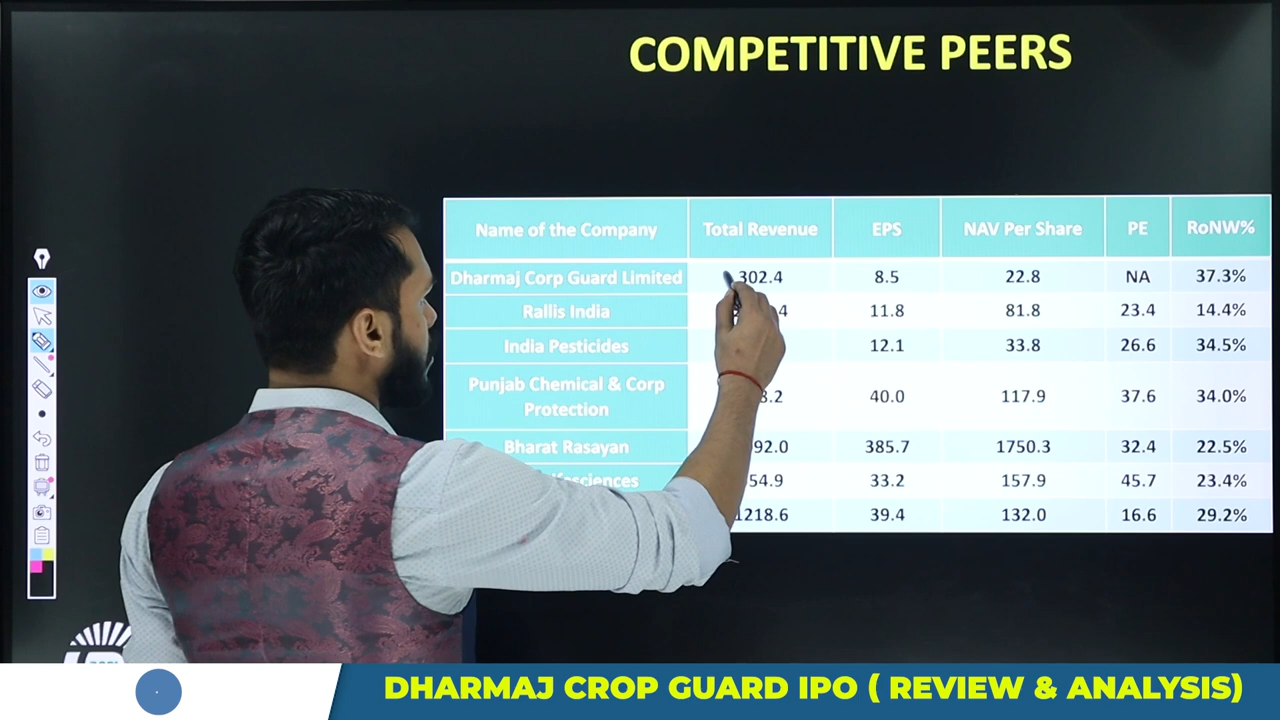 COMPETITIVE PEERS
Name of the Company Total Revenue EPS NAV Per Share PE RoNW%
Dharmaj Corp Guard Limited 302.4 8.5 22.8 NA 37.3%
Rallis India 11.8 81.8 23.4 14.4%
India Pesticides 12.1 33.8 26.6 34.5%
Punjab Chemical & Corp
Protection 40.0 117.9 37.6 34.0%
Bharat Rasayan 385.7 1750.3 32.4 22.5%
33.2 157.9 45.7 23.4%
1218.6 39.4 132.0 16.6 29.2%
DHARMAJ CROP GUARD IPO ( REVIEW & ANALYSIS)